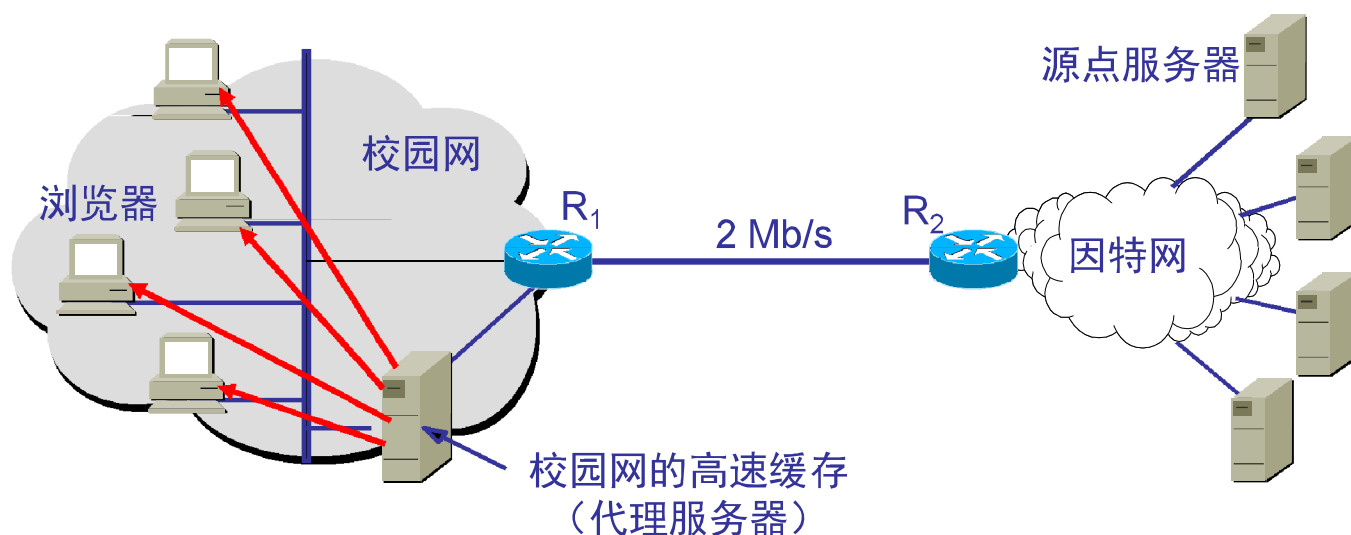 源点服务器
校园网
浏览器
R1
2 Mb/s
R2
因特网
校园网的高速缓存
（代理服务器）